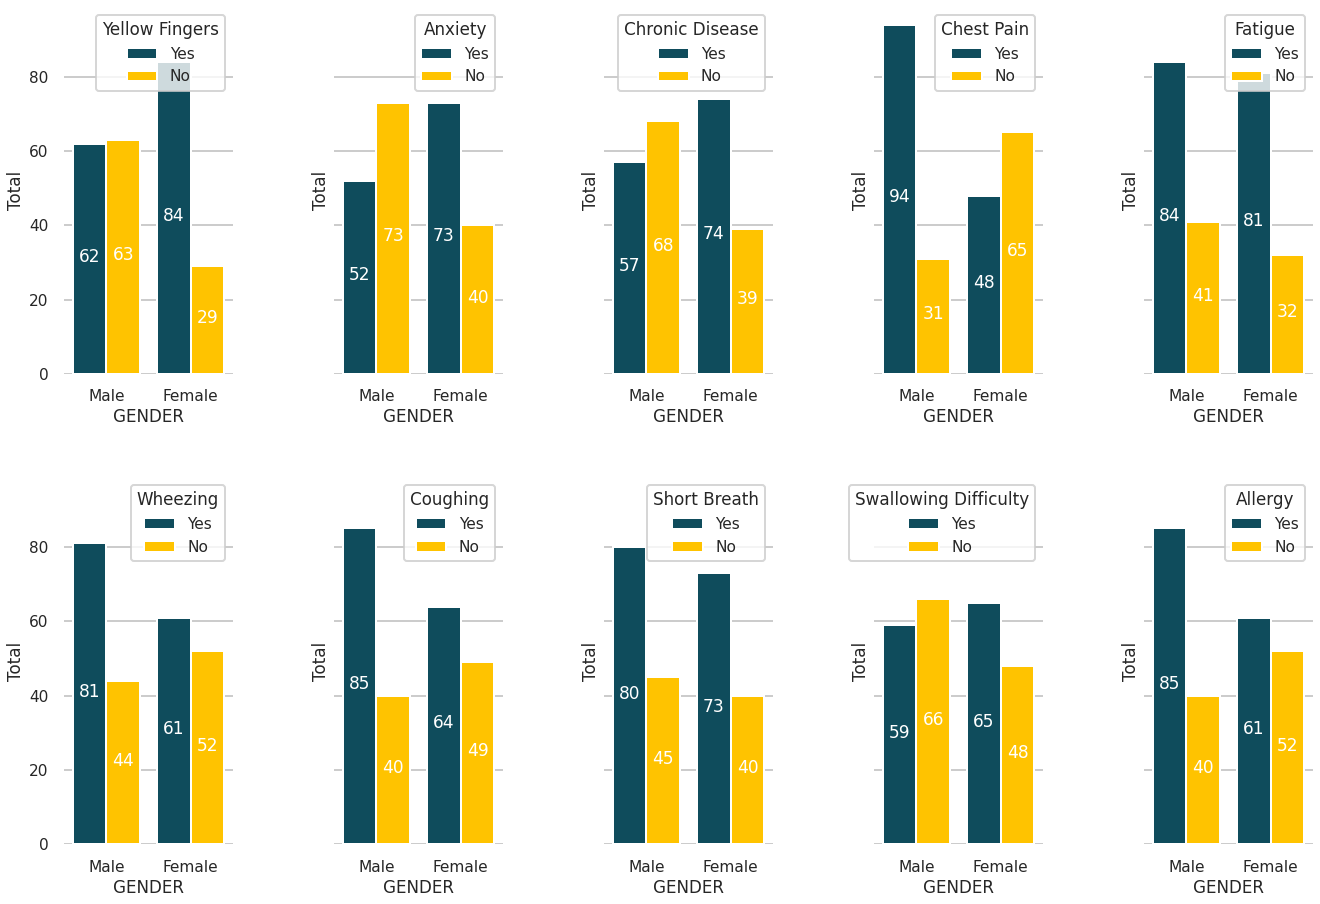 Yellow Fingers
Yes
No
Total
80
60
40
20
0
62
63
84
29
Male
Female
GENDER
Anxiety
Yes
No
Total
52
73
73
40
Male
Female
GENDER
Chronic Disease
Yes
No
Total
57
68
74
39
Male
Female
GENDER
Chest Pain
Yes
No
Total
94
31
48
65
Male
Female
GENDER
Fatigue
Yes
No
Total
84
41
81
32
Male
Female
GENDER
Wheezing
Yes
No
Total
80
60
40
20
0
81
44
61
52
Male
Female
GENDER
Coughing
Yes
No
Total
85
40
64
49
Male
Female
GENDER
Short Breath
Yes
No
Total
80
45
73
40
Male
Female
GENDER
Swallowing Difficulty
Yes
No
Total
59
66
65
48
Male
Female
GENDER
Allergy
Yes
No
Total
85
40
61
52
Male
Female
GENDER